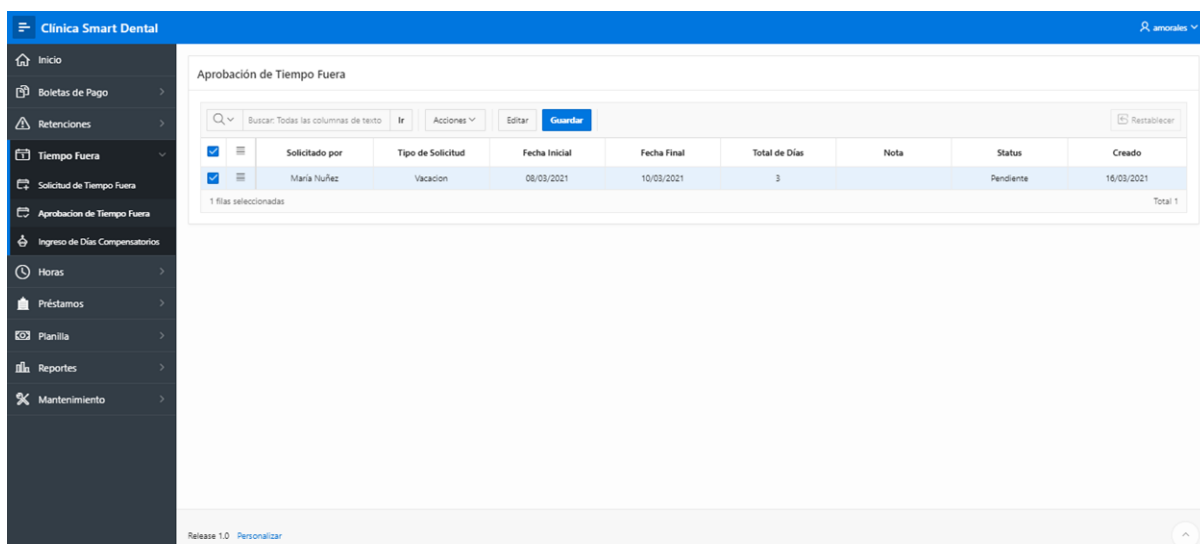 Clínica Smart Dental
amorales
Inicio
Boletas de Pago
Retenciones
Tiempo Fuera
Solicitud de Tiempo Fuera
Aprobacion de Tiempo Fuera
Ingreso de Días Compensatorios
Horas
Préstamos
Planilla
Reportes
Mantenimiento
Aprobación de Tiempo Fuera
Buscar: Todas las columnas de texto Ir Acciones Editar Guardar Restablecer
Solicitado por Tipo de Solicitud Fecha Inicial Fecha Final Total de Días Nota Status Creado
María Nuñez Vacacion 08/03/2021 10/03/2021 3 Pendiente 16/03/2021
1 filas seleccionadas Total 1
Release 1.0 Personalizar